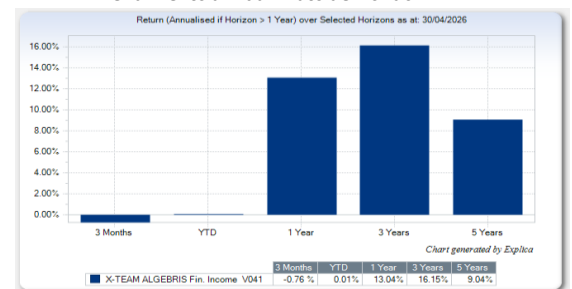 Return (Annualised if Horizon > 1 Year) over Selected Horizons as at: 30/04/2026
16.00%
14.00%
12.00%
10.00%
8.00%
6.00%
4.00%
2.00%
0.00%
3 Months YTD 1 Year 3 Years 5 Years
Chart generated by Explica
3 Months YTD 1 Year 3 Years 5 Years
X-TEAM ALGEBRIS Fin. Income V041 -0.76 % 0.01% 13.04% 16.15% 9.04%